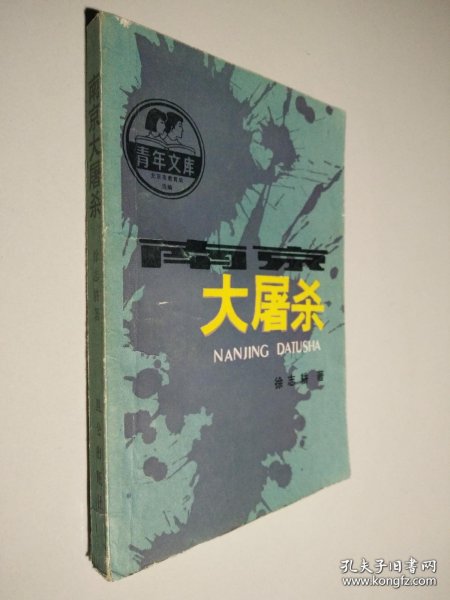 南京大屠杀
青年文库
南京
大屠杀
NANJING DATUSHA
徐志耕 著
孔夫子旧书网
www.kongfz.com